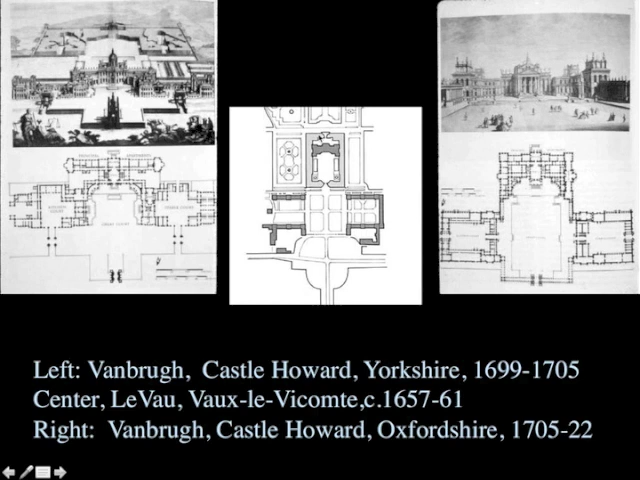 Left: Vanbrugh, Castle Howard, Yorkshire, 1699-1705
Center, LeVau, Vaux-le-Vicomte,c.1657-61
Right: Vanbrugh, Castle Howard, Oxfordshire, 1705-22